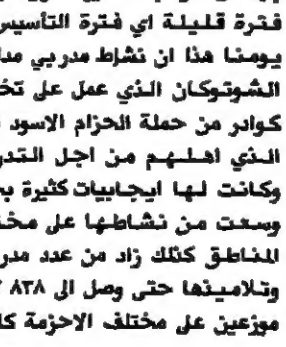 فترة قليلة اي فترة التأسيس
يومنا هذا ان نشاط مدربي
الشوتوكان الذي عمل على
كوادر من حملة الحزام الاسود
الذي اهلهم من اجل
وكانت لها ايجابيات كثيرة
وسعت من نشاطها على
المناطق كذلك زاد من عدد
وتلاميذها حتى وصل الى ٨٣٨
موزعين على مختلف الاحزمة